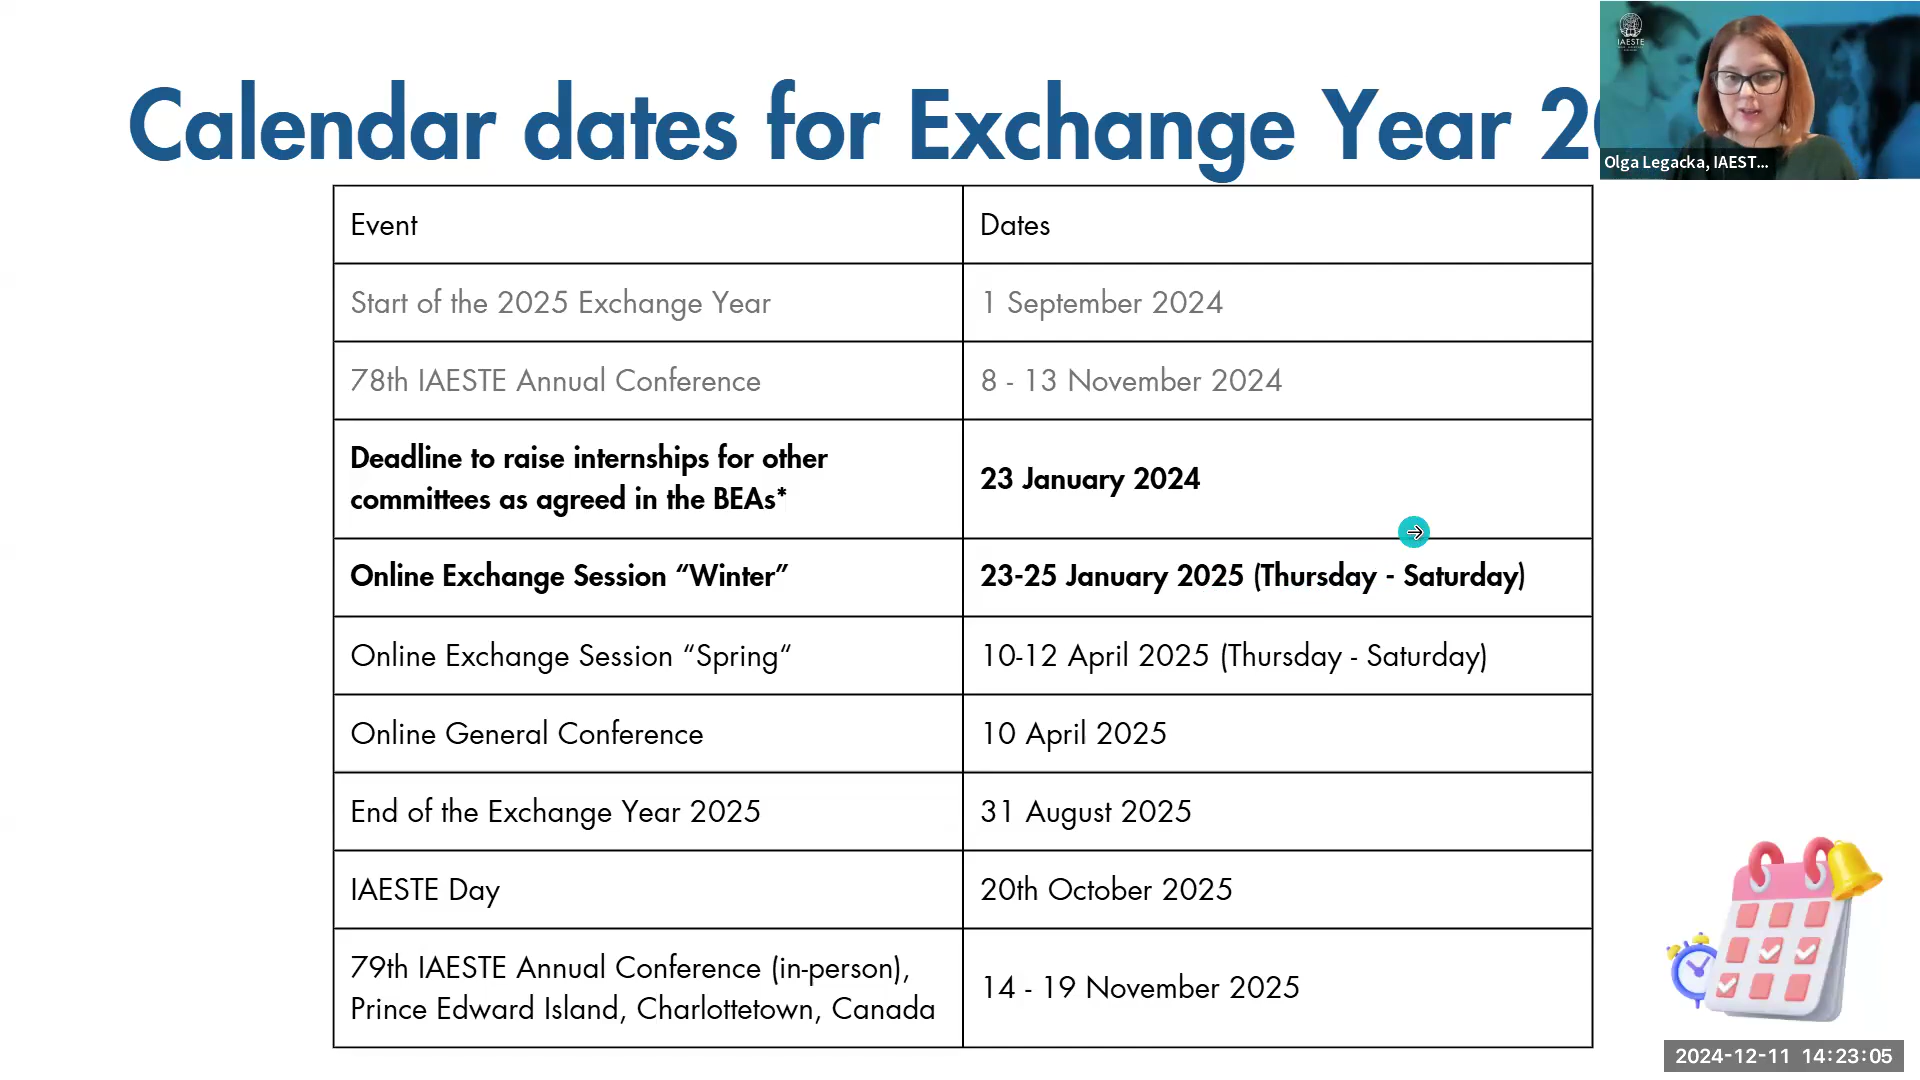 Calendar dates for Exchange Year
IAESTE
Olga Legacka, IAEST...
Event
Dates
Start of the 2025 Exchange Year
1 September 2024
78th IAESTE Annual Conference
8 - 13 November 2024
Deadline to raise internships for other
committees as agreed in the BEAs*
23 January 2024
Online Exchange Session “Winter”
23-25 January 2025 (Thursday - Saturday)
Online Exchange Session “Spring“
10-12 April 2025 (Thursday - Saturday)
Online General Conference
10 April 2025
End of the Exchange Year 2025
31 August 2025
IAESTE Day
20th October 2025
79th IAESTE Annual Conference (in-person),
Prince Edward Island, Charlottetown, Canada
14 - 19 November 2025
2024-12-11 14:23:05